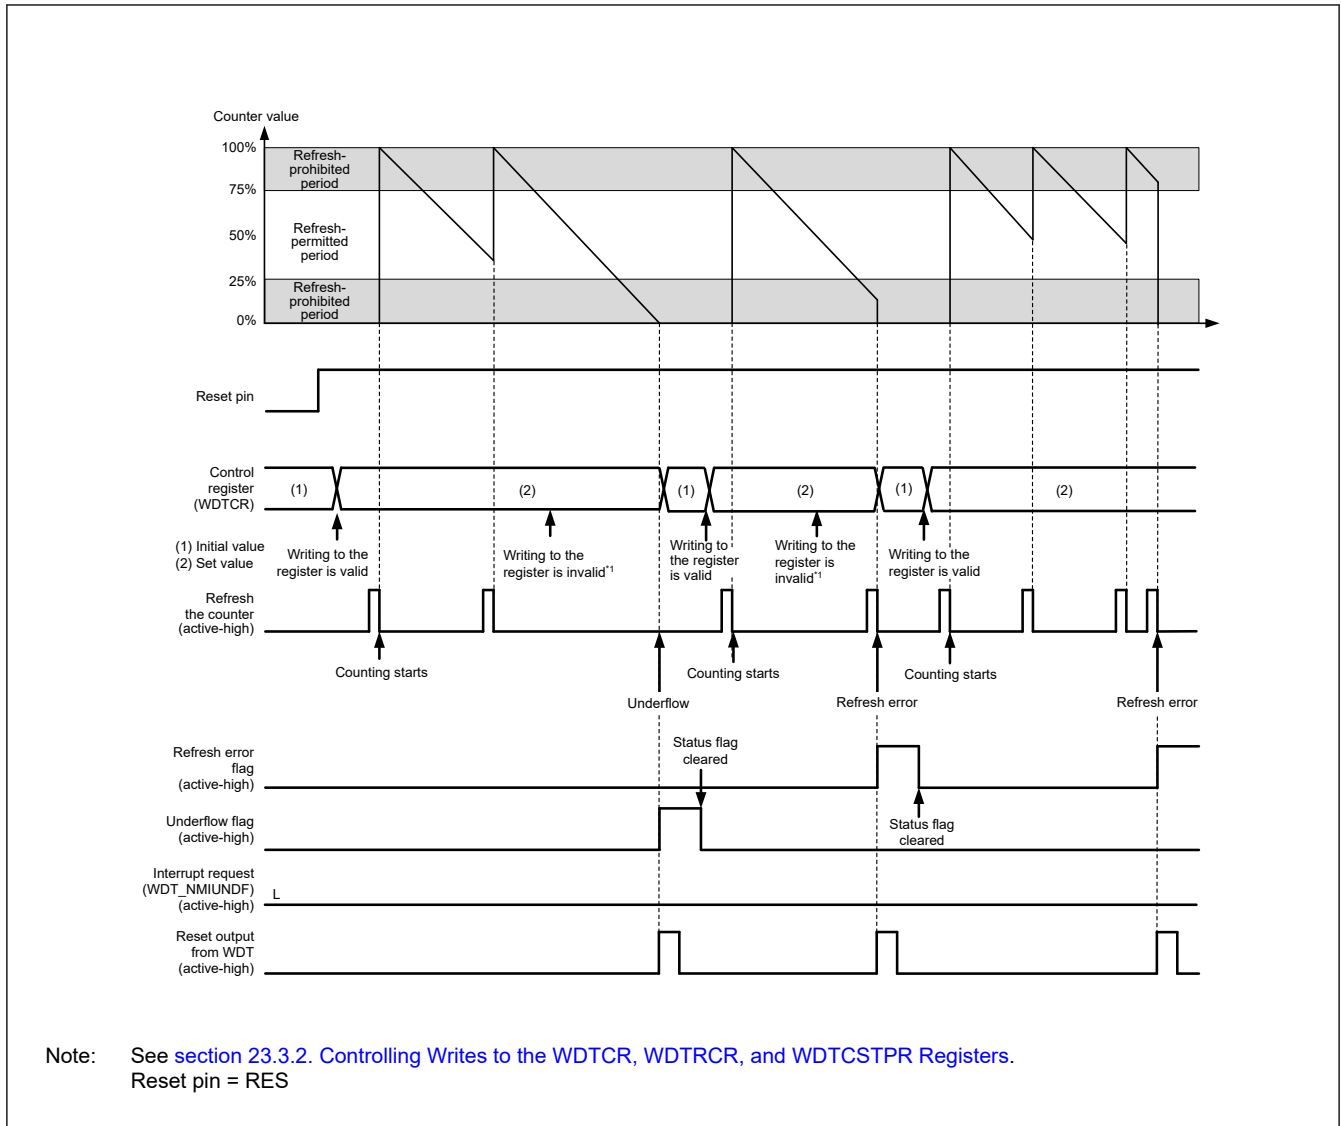 Counter value
100%
Refresh-
prohibited
period
75%
Refresh-
permitted
period
50%
25%
Refresh-
prohibited
period
0%
Reset pin
Control
register
(WDTCR)
(1)
(2)
(1)
(2)
(1)
(2)
(1) Initial value
(2) Set value
Writing to the
register is valid
Writing to the
register is invalid*1
Writing to
the register
is valid
Writing to the
register is
invalid*1
Writing to the
register is valid
Refresh
the counter
(active-high)
Counting starts
Counting starts
Counting starts
Underflow
Refresh error
Refresh error
Refresh error
flag
(active-high)
Status flag
cleared
Underflow flag
(active-high)
Status flag
cleared
Interrupt request
(WDT_NMIUNDF)
(active-high)
L
Reset output
from WDT
(active-high)
Note: See section 23.3.2. Controlling Writes to the WDTCR, WDTRCR, and WDTCSTPR Registers.
Reset pin = RES